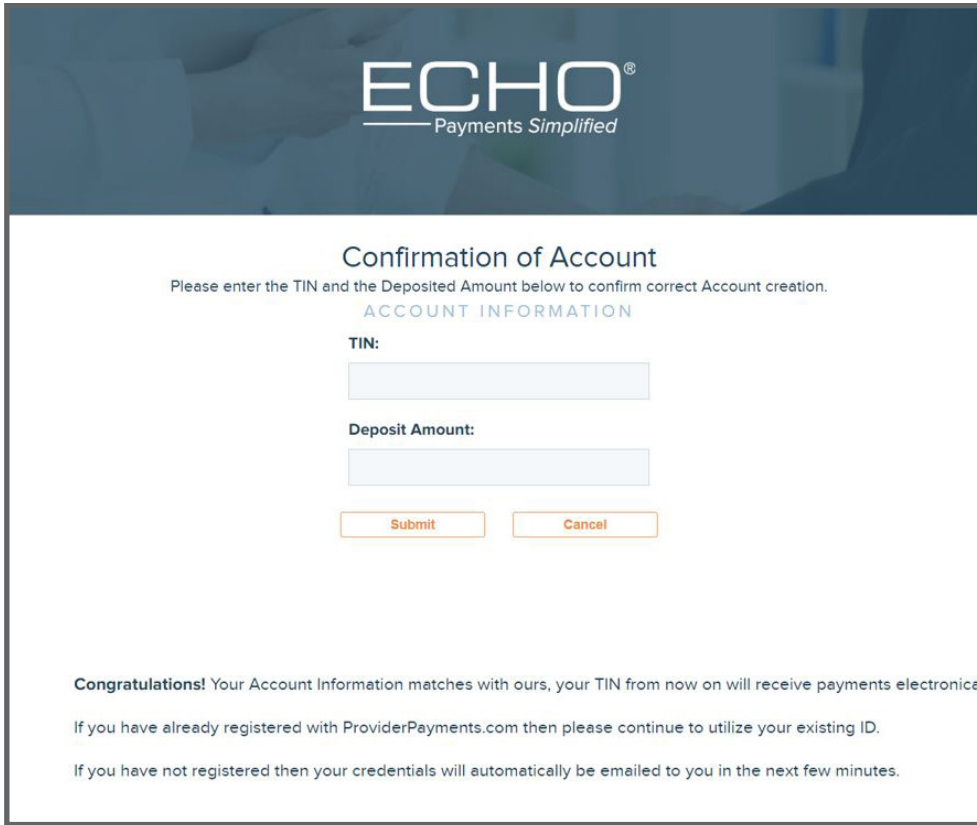 ECHO®
Payments Simplified
Confirmation of Account
Please enter the TIN and the Deposited Amount below to confirm correct Account creation.
ACCOUNT INFORMATION
TIN:
Deposit Amount:
Submit Cancel
Congratulations! Your Account Information matches with ours, your TIN from now on will receive payments
If you have already registered with ProviderPayments.com then please continue to utilize your existing ID.
If you have not registered then your credentials will automatically be emailed to you in the next few minutes.